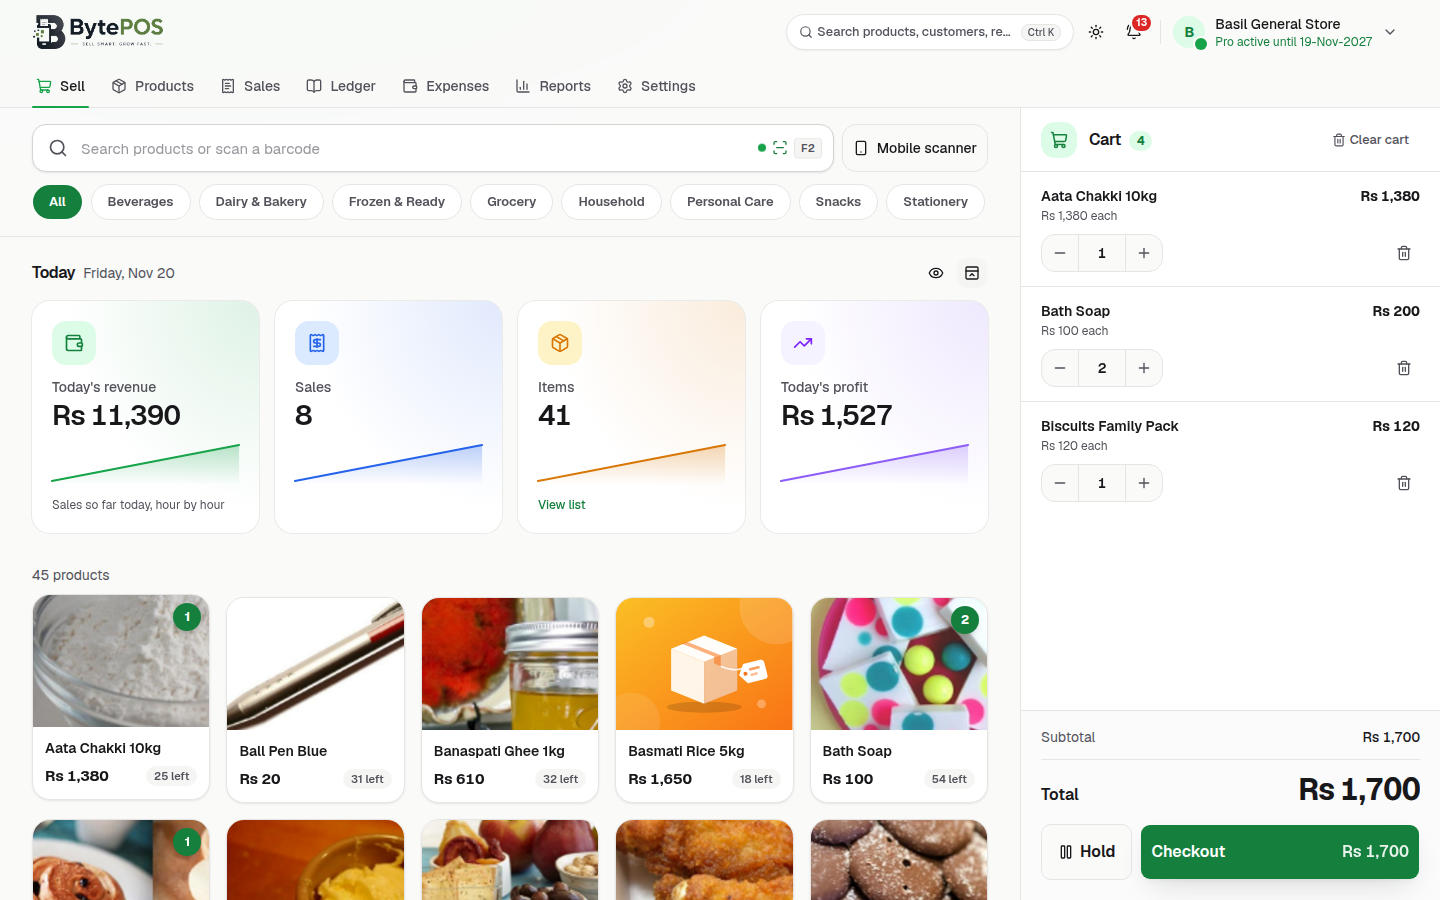 BytePOS
SELL SMART. GROW FAST.
Search products, customers, re...
Ctrl K
13
B
Basil General Store
Pro active until 19-Nov-2027
Sell
Products
Sales
Ledger
Expenses
Reports
Settings
Search products or scan a barcode
F2
Mobile scanner
All
Beverages
Dairy & Bakery
Frozen & Ready
Grocery
Household
Personal Care
Snacks
Stationery
Today Friday, Nov 20
Today's revenue
Rs 11,390
Sales so far today, hour by hour
Sales
8
Items
41
View list
Today's profit
Rs 1,527
45 products
1
Aata Chakki 10kg
Rs 1,380
25 left
Ball Pen Blue
Rs 20
31 left
Banaspati Ghee 1kg
Rs 610
32 left
Basmati Rice 5kg
Rs 1,650
18 left
2
Bath Soap
Rs 100
54 left
1
Cart 4
Clear cart
Aata Chakki 10kg
Rs 1,380
Rs 1,380 each
1
Bath Soap
Rs 200
Rs 100 each
2
Biscuits Family Pack
Rs 120
Rs 120 each
1
Subtotal
Rs 1,700
Total
Rs 1,700
Hold
Checkout
Rs 1,700